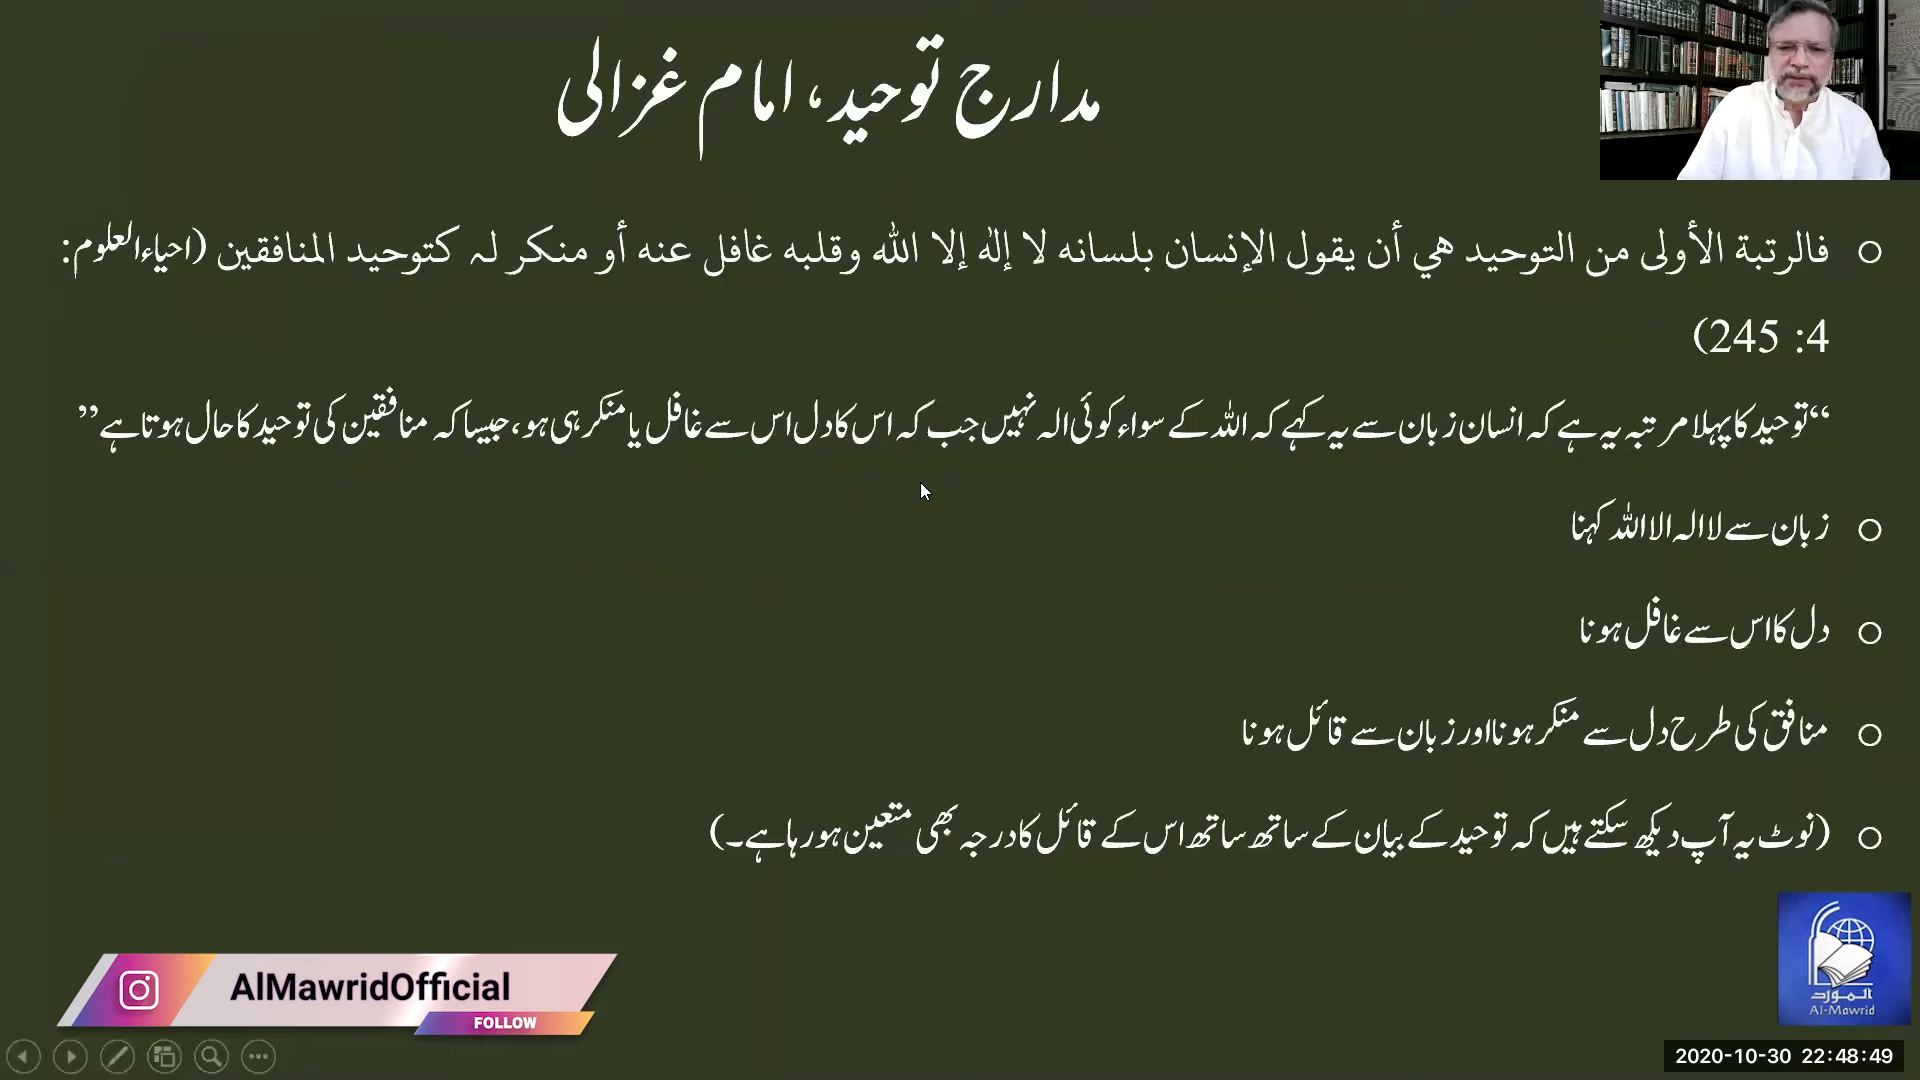 مدارج توحید، امام غزالی
فالرتبة الأولى من التوحيد هي أن يقول الإنسان بلسانه لا إلٰه إلا الله وقلبه غافل عنه أو منكر لہ كتوحيد المنافقين (احیاءالعلوم:
4: 245)
“توحید کا پہلا مرتبہ یہ ہے کہ انسان زبان سے یہ کہے کہ اللہ کے سواء کوئی الہ نہیں جب کہ اس کا دل اس سے غافل یا منکر ہی ہو، جیسا کہ منافقین کی توحید کا حال ہوتا ہے”
زبان سے لا الہ الا اللہ کہنا
دل کا اس سے غافل ہونا
منافق کی طرح دل سے منکر ہونا اور زبان سے قائل ہونا
(نوٹ یہ آپ دیکھ سکتے ہیں کہ توحید کے بیان کے ساتھ ساتھ اس کے قائل کا درجہ بھی متعین ہو رہا ہے۔)
AlMawridOfficial
FOLLOW
المورد
Al-Mawrid
2020-10-30 22:48:49